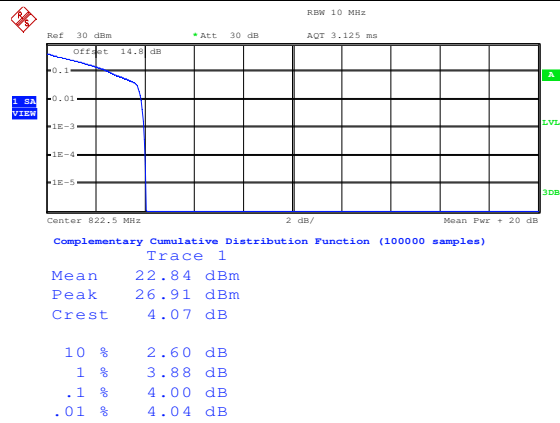 RBW 10 MHz
Ref 30 dBm *Att 30 dB AQT 3.125 ms
Offset 14.8 dB
0.1
A
0.01
1 SA
VIEW
1E-3
LVL
1E-4
1E-5
3DB
Center 822.5 MHz 2 dB/ Mean Pwr + 20 dB
Complementary Cumulative Distribution Function (100000 samples)
Trace 1
Mean 22.84 dBm
Peak 26.91 dBm
Crest 4.07 dB
10 % 2.60 dB
1 % 3.88 dB
.1 % 4.00 dB
.01 % 4.04 dB